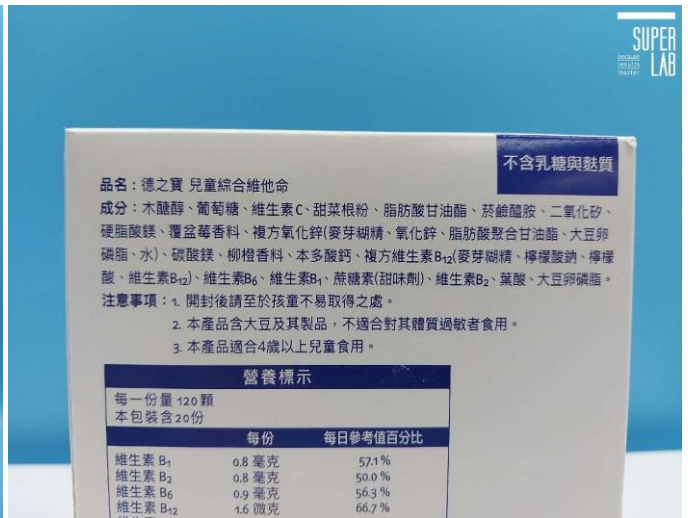 SUPER
LAB
because
results
matter
不含乳糖與麩質
品名：德之寶 兒童綜合維他命
成分：木醣醇、葡萄糖、維生素C、甜菜根粉、脂肪酸甘油酯、菸鹼醯胺、二氧化矽、
硬脂酸鎂、覆盆莓香料、複方氧化鋅(麥芽糊精、氧化鋅、脂肪酸聚合甘油酯、大豆卵
磷脂、水)、碳酸鎂、柳橙香料、本多酸鈣、複方維生素B₁₂(麥芽糊精、檸檬酸鈉、檸檬
酸、維生素B₁₂)、維生素B₆、維生素B₁、蔗糖素(甜味劑)、維生素B₂、葉酸、大豆卵磷脂。
注意事項：1. 開封後請至於孩童不易取得之處。
2. 本產品含大豆及其製品，不適合對其體質過敏者食用。
3. 本產品適合4歲以上兒童食用。
營養標示
每一份量 120顆
本包裝含20份
每份 每日參考值百分比
維生素 B₁ 0.8 毫克 57.1 %
維生素 B₂ 0.8 毫克 50.0 %
維生素 B₆ 0.9 毫克 56.3 %
維生素 B₁₂ 1.6 微克 66.7 %